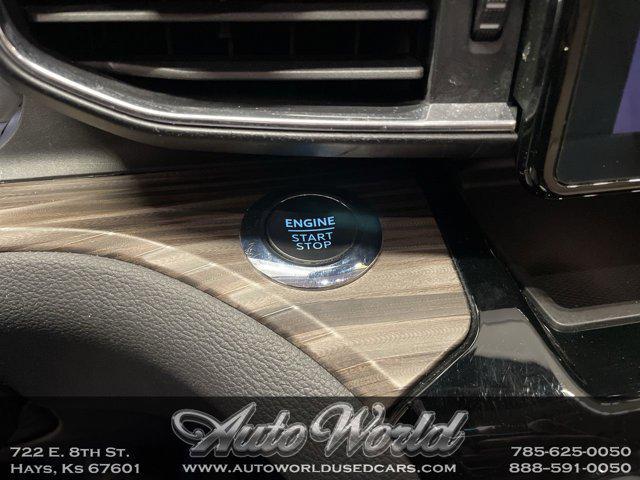 ENGINE
START
STOP
Auto World
722 E. 8TH ST.
HAYS, KS 67601
WWW.AUTOWORLDUSEDCARS.COM
785-625-0050
888-591-0050